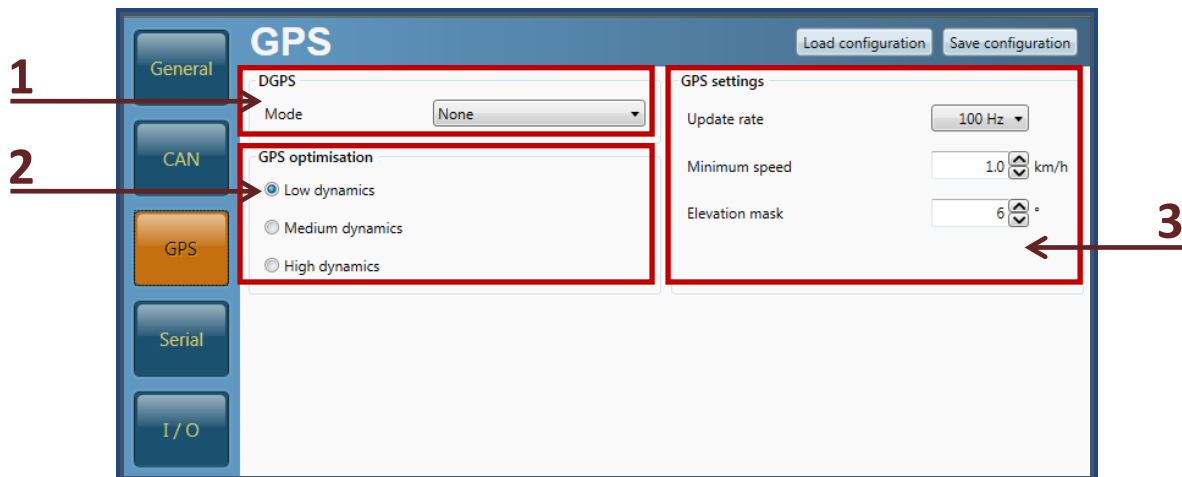 GPS
Load configuration
Save configuration
General
CAN
GPS
Serial
I / O
1
DGPS
Mode
None
2
GPS optimisation
Low dynamics
Medium dynamics
High dynamics
GPS settings
Update rate 100 Hz
Minimum speed 1.0 km/h
Elevation mask 6 °
3